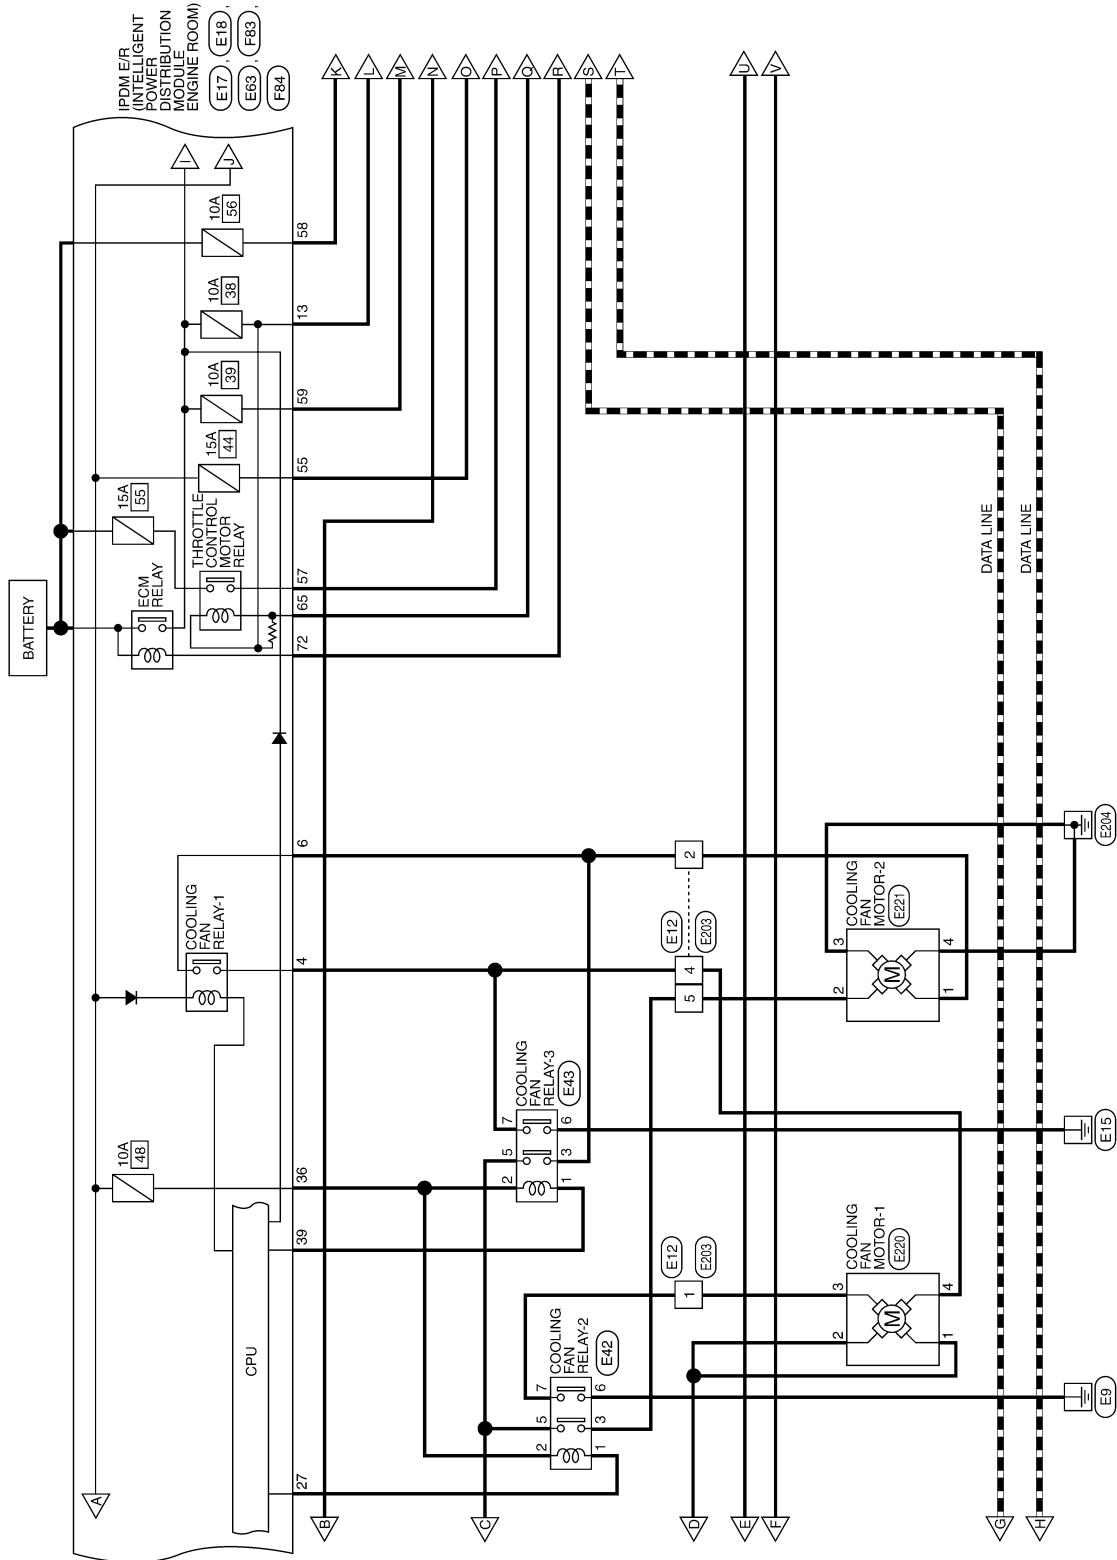 BATTERY
IPDM E/R
(INTELLIGENT
POWER
DISTRIBUTION
MODULE
ENGINE ROOM)
E17 , E18 ,
E63 , F83 ,
F84
A
I
J
10A
48
ECM
RELAY
15A
55
THROTTLE
CONTROL
MOTOR
RELAY
15A
44
10A
39
10A
38
10A
56
CPU
COOLING
FAN
RELAY-1
27
39
36
4
6
72
65
57
55
59
13
58
B
C
D
E
F
G
H
K
L
M
N
O
P
Q
R
S
T
U
V
COOLING
FAN
RELAY-2
E42
2
5
7
1
3
6
COOLING
FAN
RELAY-3
E43
2
5
7
1
3
6
E12
E203
1
E12
E203
5
4
2
COOLING
FAN
MOTOR-1
E220
2
3
M
1
4
COOLING
FAN
MOTOR-2
E221
2
3
M
1
4
DATA LINE
DATA LINE
E9
E15
E204